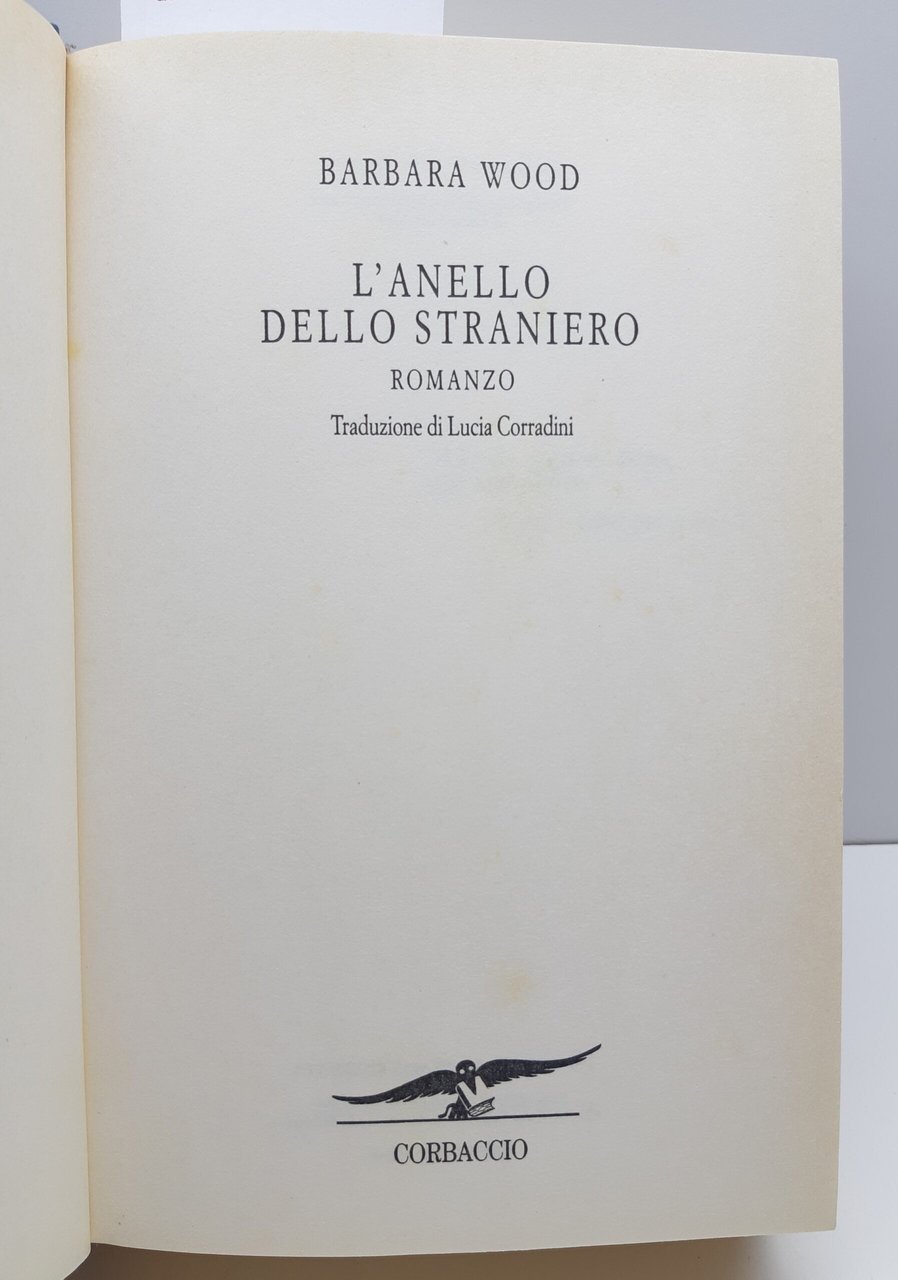 BARBARA WOOD
L'ANELLO
DELLO STRANIERO
ROMANZO
Traduzione di Lucia Corradini
CORBACCIO